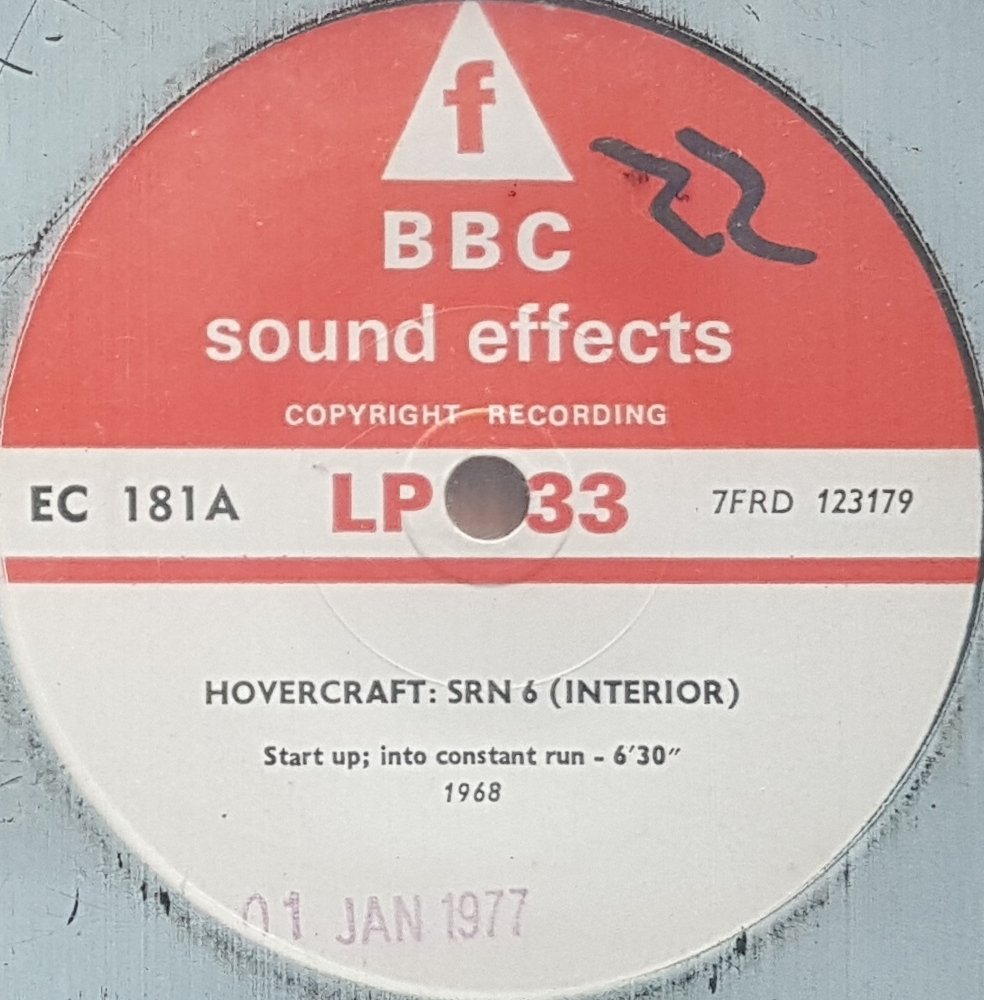 f
BBC
sound effects
COPYRIGHT RECORDING
EC 181A LP 33 7FRD 123179
HOVERCRAFT: SRN 6 (INTERIOR)
Start up; into constant run - 6'30"
1968
01 JAN 1977